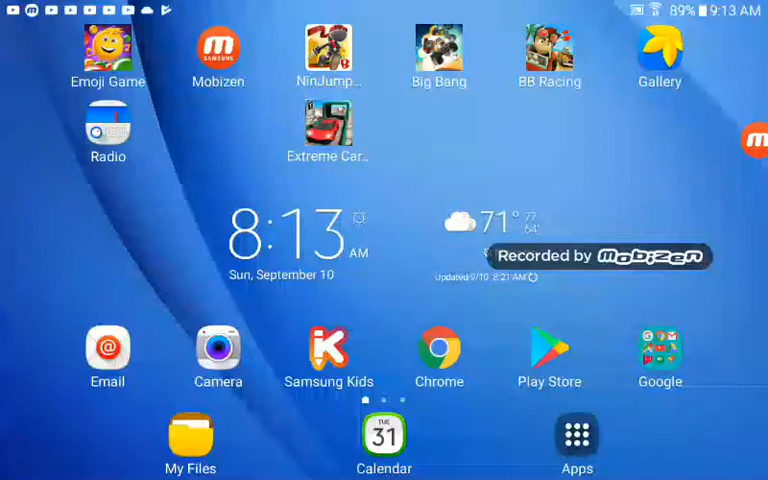 89% 9:13 AM
Emoji Game
Mobizen
NinJump...
Big Bang
BB Racing
Gallery
Radio
Extreme Car...
8:13 AM
Sun, September 10
71° 77 64°
Recorded by mobizen
Updated 9/10 8:21 AM
Email
Camera
Samsung Kids
Chrome
Play Store
Google
TUE
31
My Files
Calendar
Apps